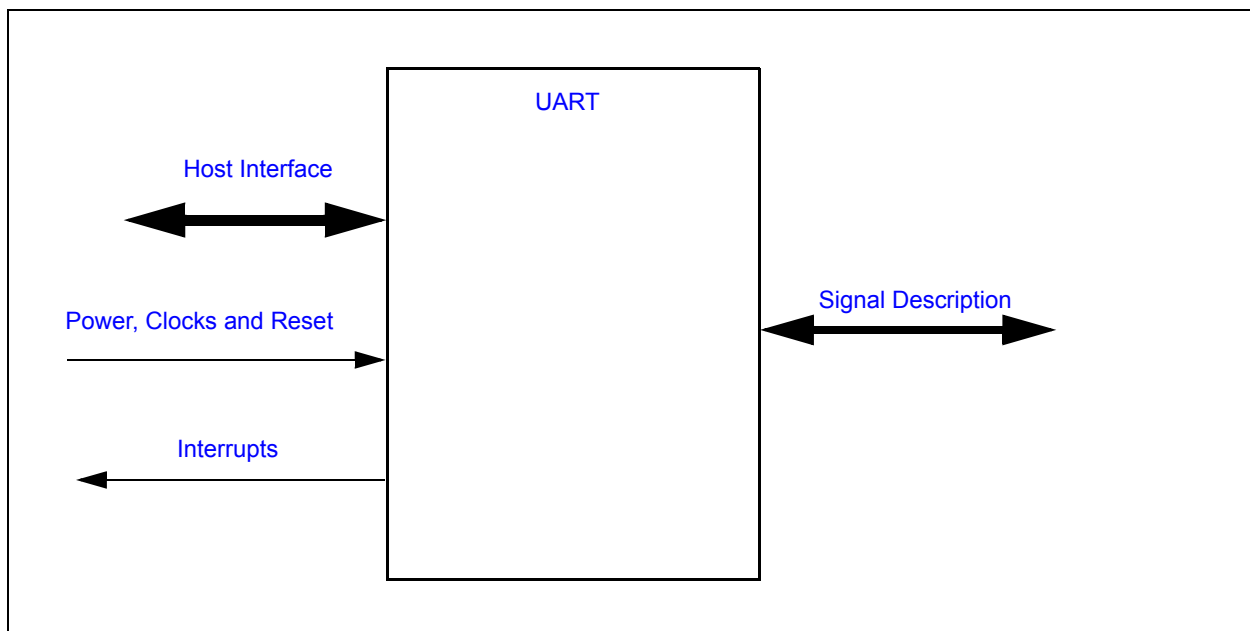 UART
Host Interface
Signal Description
Power, Clocks and Reset
Interrupts